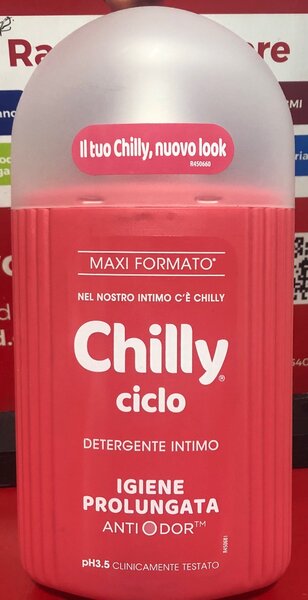 Il tuo Chilly, nuovo look
R450660
MAXI FORMATO*
NEL NOSTRO INTIMO C'È CHILLY
Chilly®
ciclo
DETERGENTE INTIMO
IGIENE
PROLUNGATA
ANTI ODOR™
pH3.5 CLINICAMENTE TESTATO